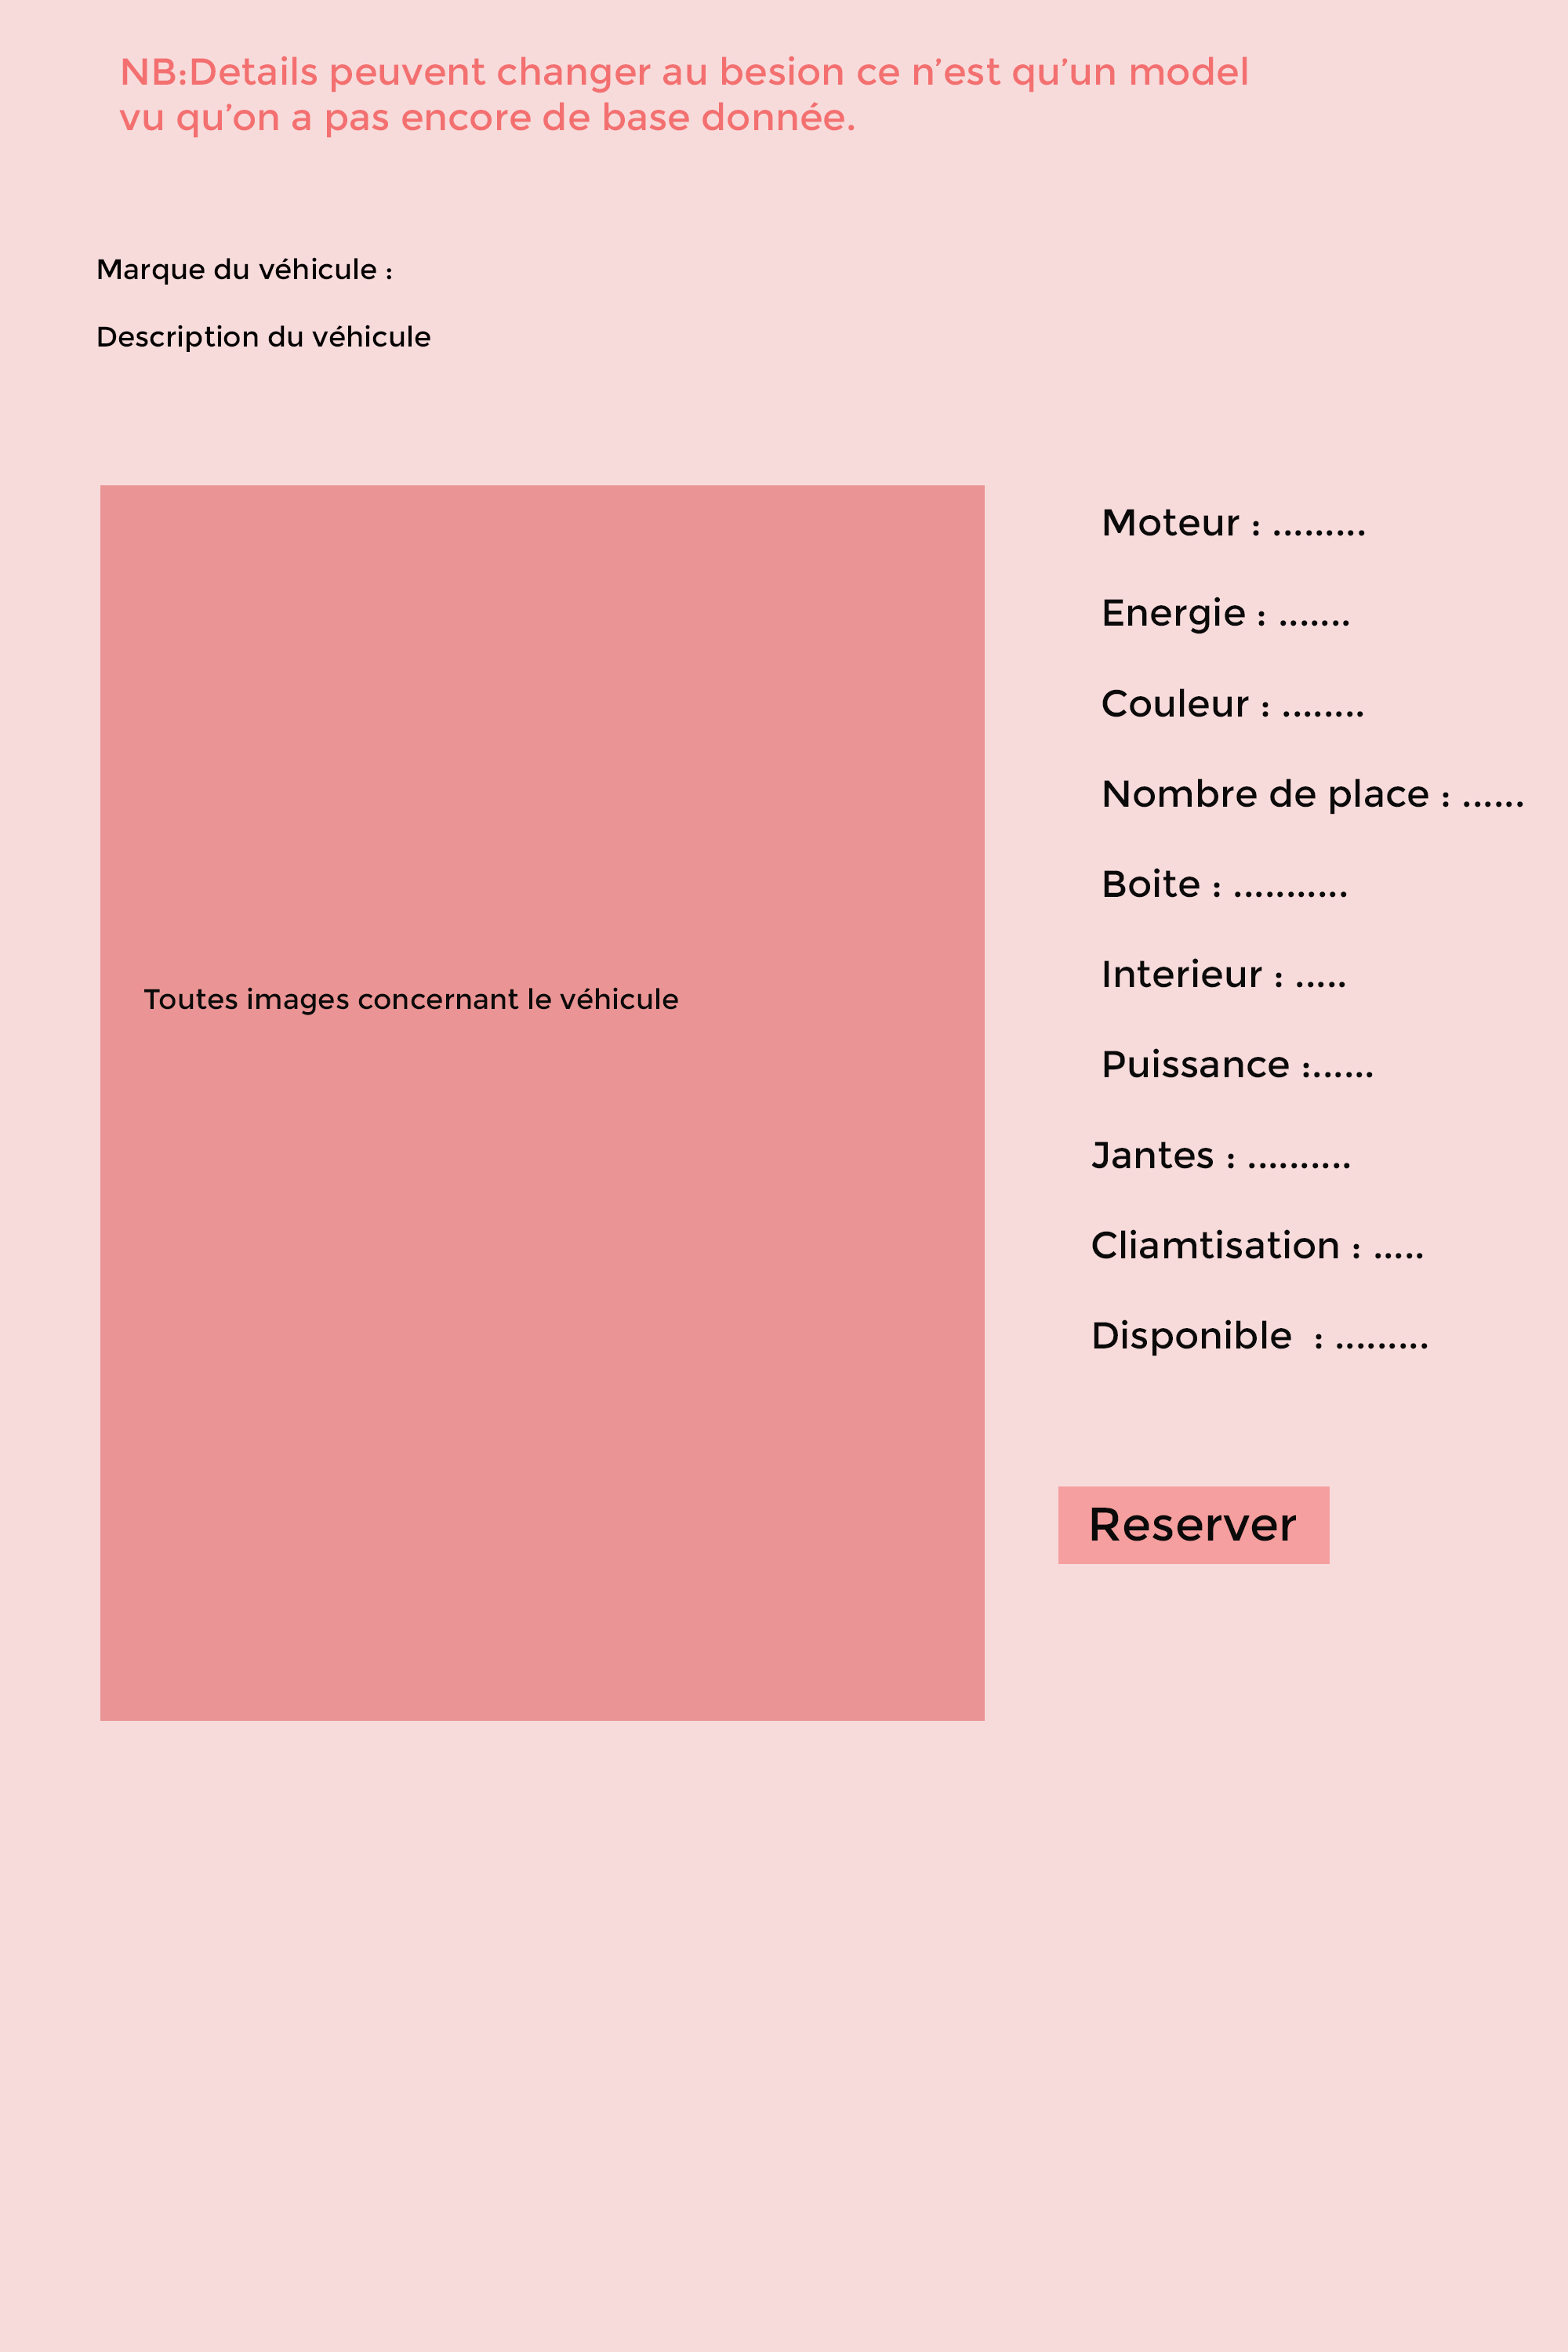 NB:Details peuvent changer au besion ce n’est qu’un model
vu qu’on a pas encore de base donnée.
Marque du véhicule :
Description du véhicule
Toutes images concernant le véhicule
Moteur : .........
Energie : .......
Couleur : ........
Nombre de place : ......
Boite : ...........
Interieur : .....
Puissance :......
Jantes : ..........
Cliamtisation : .....
Disponible  : .........
Reserver